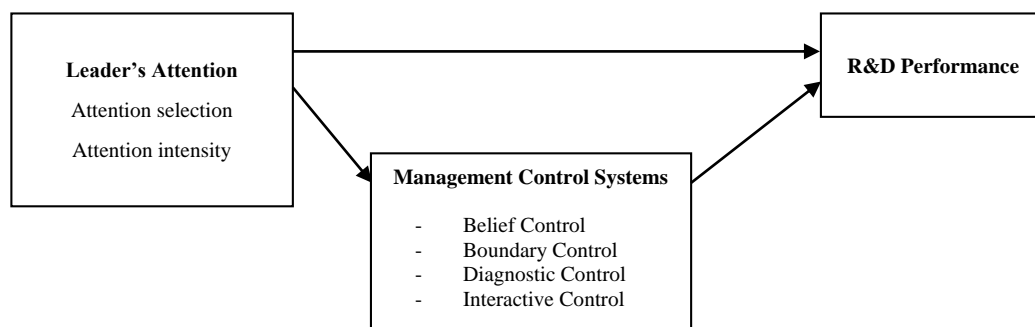 Leader's Attention
Attention selection
Attention intensity
R&D Performance
Management Control Systems
- Belief Control
- Boundary Control
- Diagnostic Control
- Interactive Control